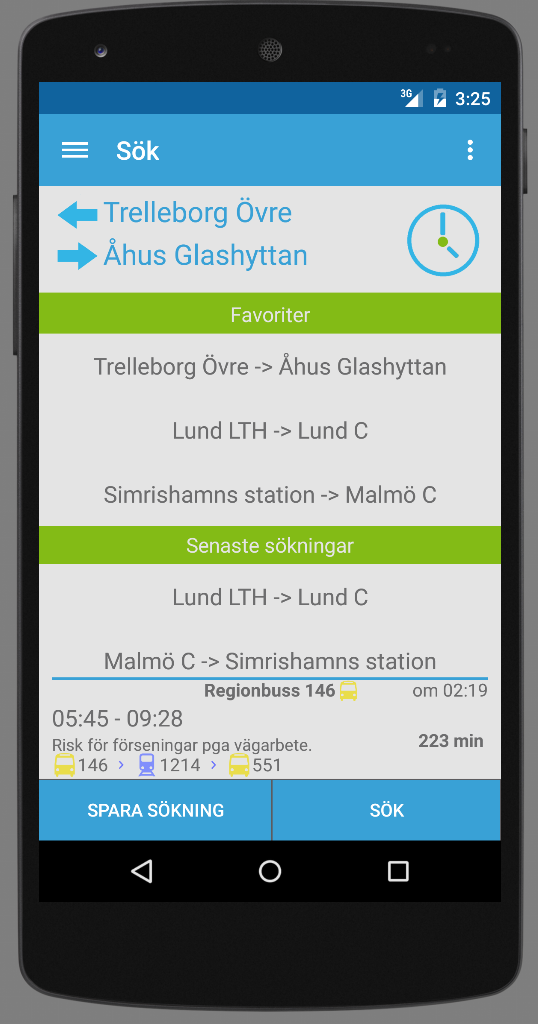 3G 3:25
Sök
Trelleborg Övre
Åhus Glashyttan
Favoriter
Trelleborg Övre -> Åhus Glashyttan
Lund LTH -> Lund C
Simrishamns station -> Malmö C
Senaste sökningar
Lund LTH -> Lund C
Malmö C -> Simrishamns station
Regionbuss 146 om 02:19
05:45 - 09:28
Risk för förseningar pga vägarbete.
223 min
146 › 1214 › 551
SPARA SÖKNING SÖK